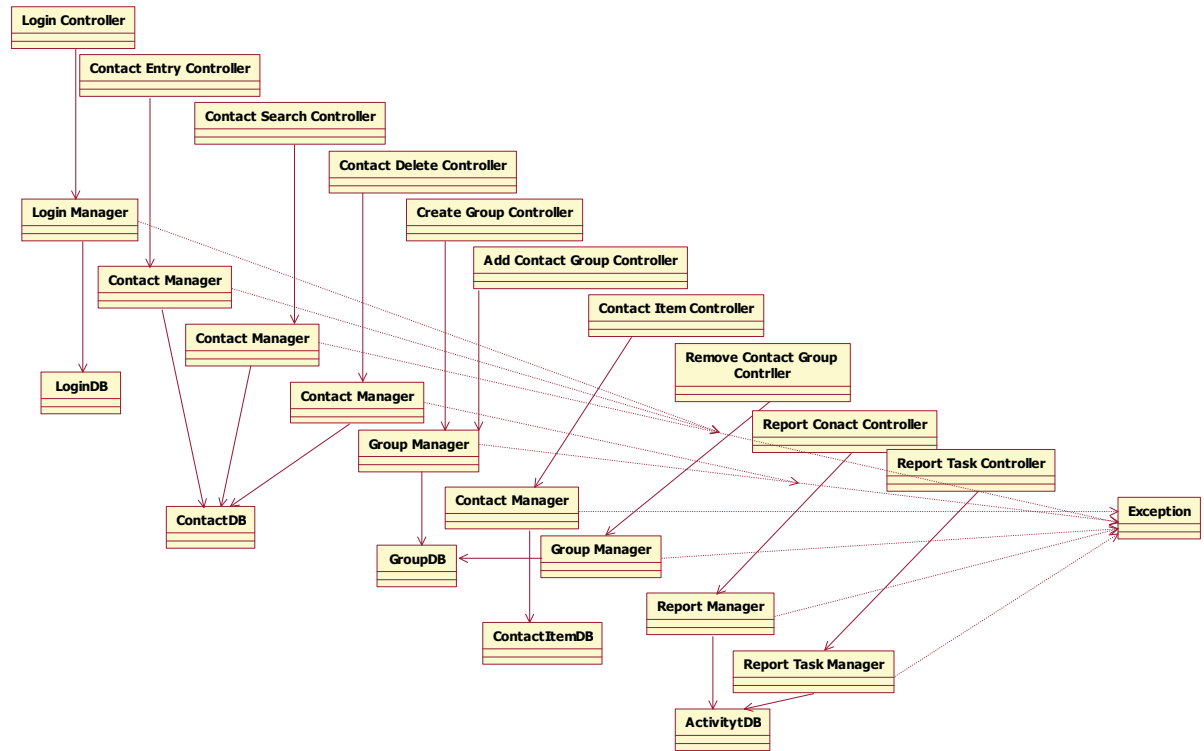 Login Controller
Contact Entry Controller
Contact Search Controller
Contact Delete Controller
Login Manager
Create Group Controller
Add Contact Group Controller
Contact Manager
Contact Item Controller
Contact Manager
Remove Contact Group
Contrller
LoginDB
Contact Manager
Report Conact Controller
Group Manager
Report Task Controller
Contact Manager
Exception
ContactDB
Group Manager
GroupDB
Report Manager
ContactItemDB
Report Task Manager
ActivitytDB